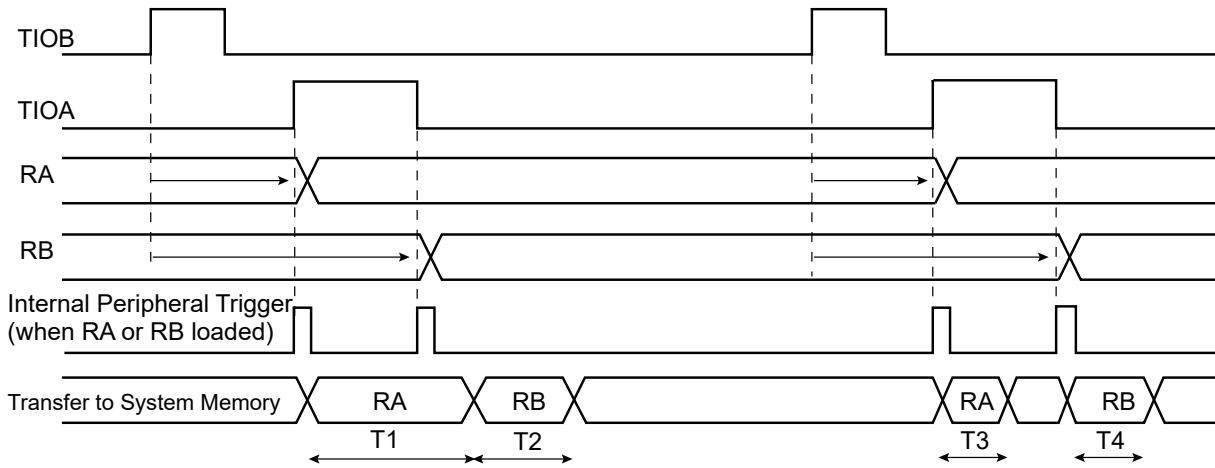 TIOB
TIOA
RA
RB
Internal Peripheral Trigger
(when RA or RB loaded)
Transfer to System Memory
RA
RB
RA
RB
T1
T2
T3
T4